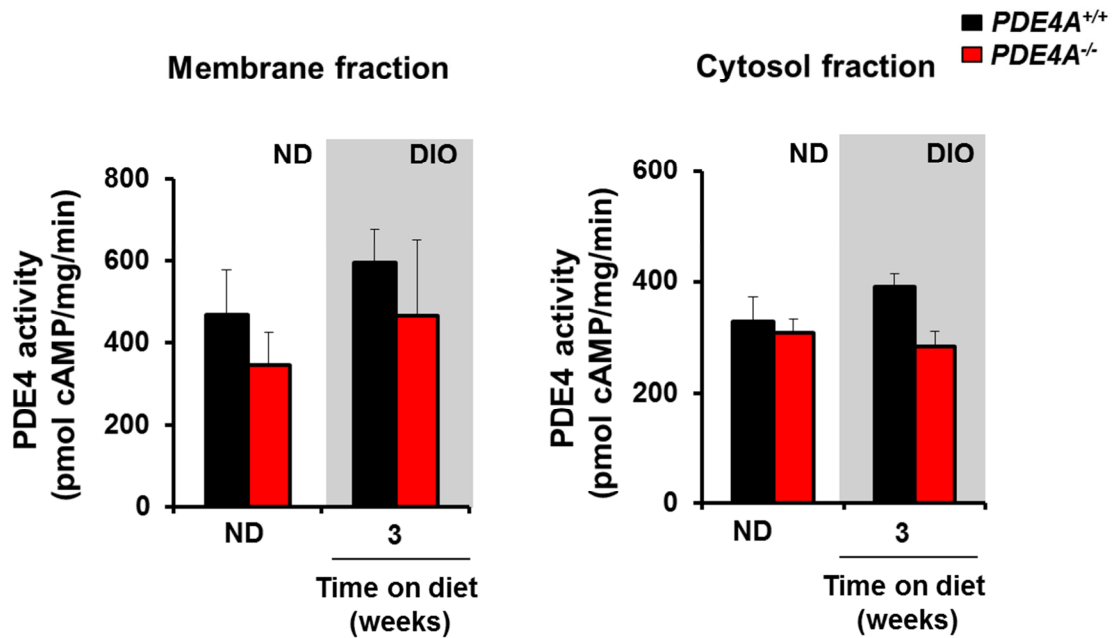 PDE4A+/+
PDE4A-/-
Membrane fraction
Cytosol fraction
ND
DIO
ND
DIO
PDE4 activity
(pmol cAMP/mg/min)
800
600
400
200
0
PDE4 activity
(pmol cAMP/mg/min)
600
400
200
0
ND
3
ND
3
Time on diet
(weeks)
Time on diet
(weeks)